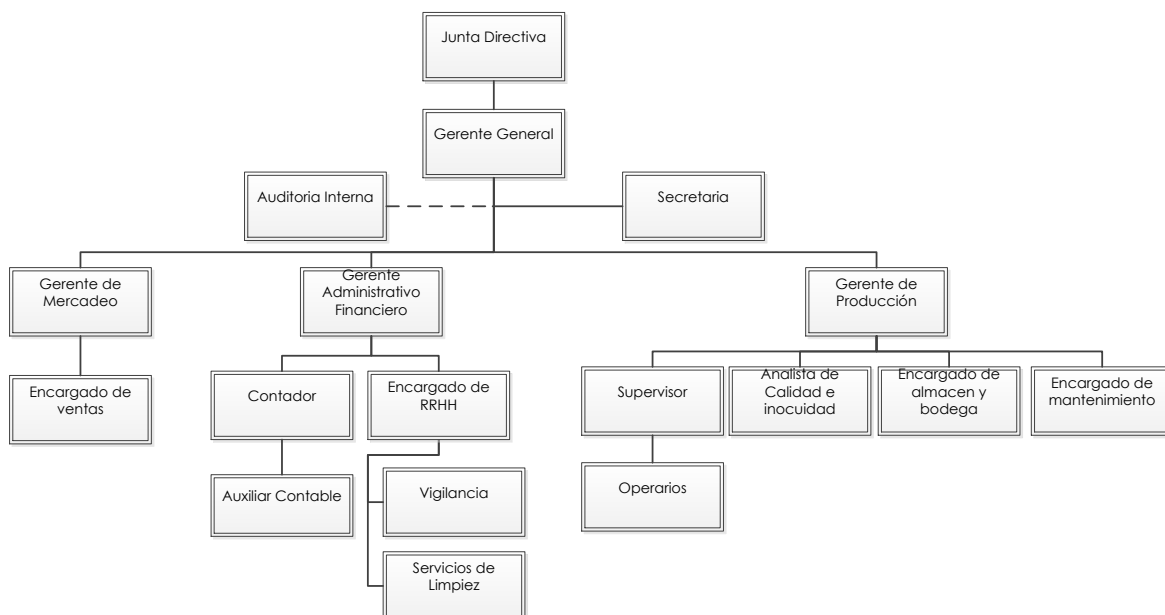 Junta Directiva
Gerente General
Auditoria Interna
Secretaria
Gerente de
Mercadeo
Gerente
Administrativo
Financiero
Gerente de
Producción
Encargado de
ventas
Contador
Encargado de
RRHH
Supervisor
Analista de
Calidad e
inocuidad
Encargado de
almacen y
bodega
Encargado de
mantenimiento
Auxiliar Contable
Vigilancia
Operarios
Servicios de
Limpiez